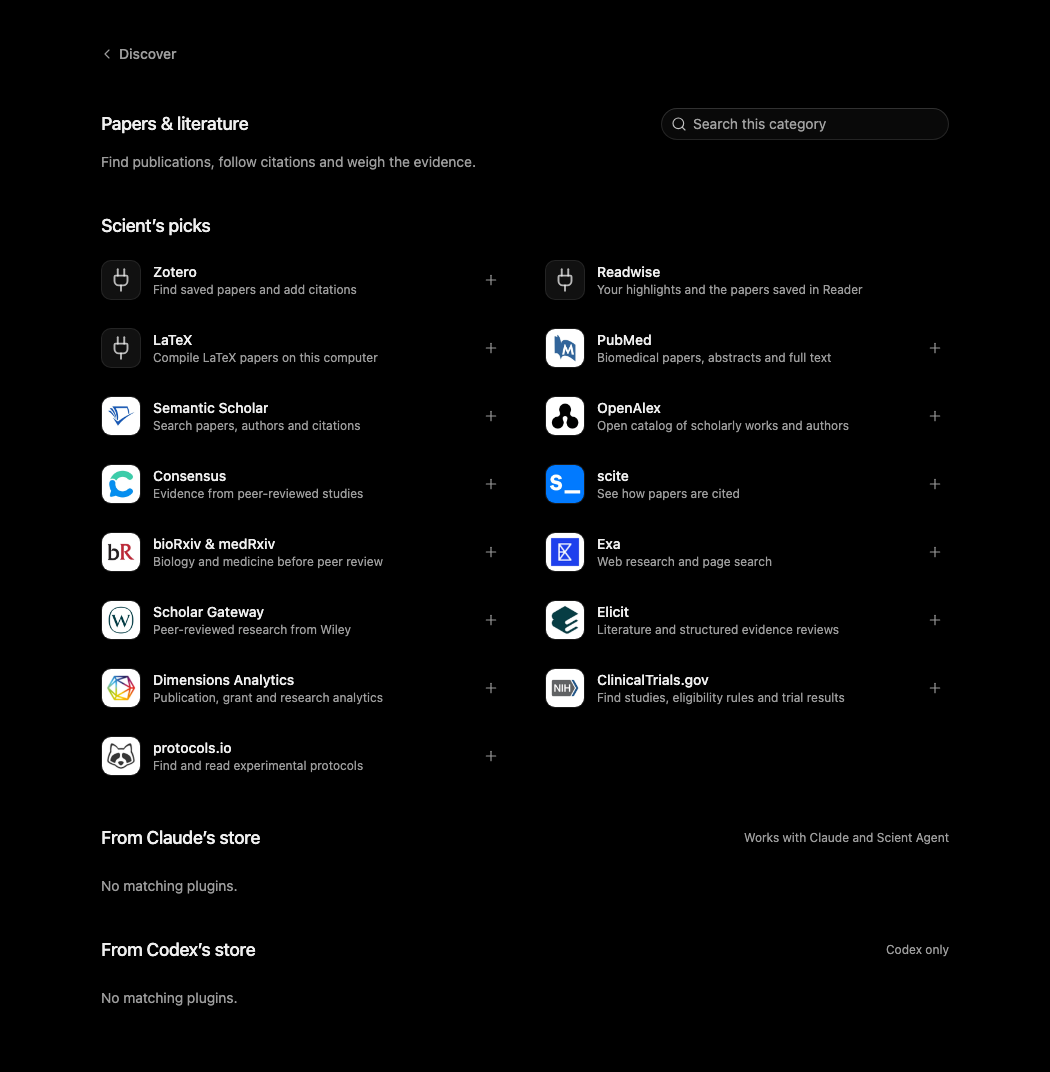 Discover
Papers & literature
Search this category
Find publications, follow citations and weigh the evidence.
Scient's picks
Zotero
Find saved papers and add citations
Readwise
Your highlights and the papers saved in Reader
LaTeX
Compile LaTeX papers on this computer
PubMed
Biomedical papers, abstracts and full text
Semantic Scholar
Search papers, authors and citations
OpenAlex
Open catalog of scholarly works and authors
Consensus
Evidence from peer-reviewed studies
S_
scite
See how papers are cited
bR
bioRxiv & medRxiv
Biology and medicine before peer review
Exa
Web research and page search
W
Scholar Gateway
Peer-reviewed research from Wiley
Elicit
Literature and structured evidence reviews
Dimensions Analytics
Publication, grant and research analytics
NIH
ClinicalTrials.gov
Find studies, eligibility rules and trial results
protocols.io
Find and read experimental protocols
From Claude's store
Works with Claude and Scient Agent
No matching plugins.
From Codex's store
Codex only
No matching plugins.